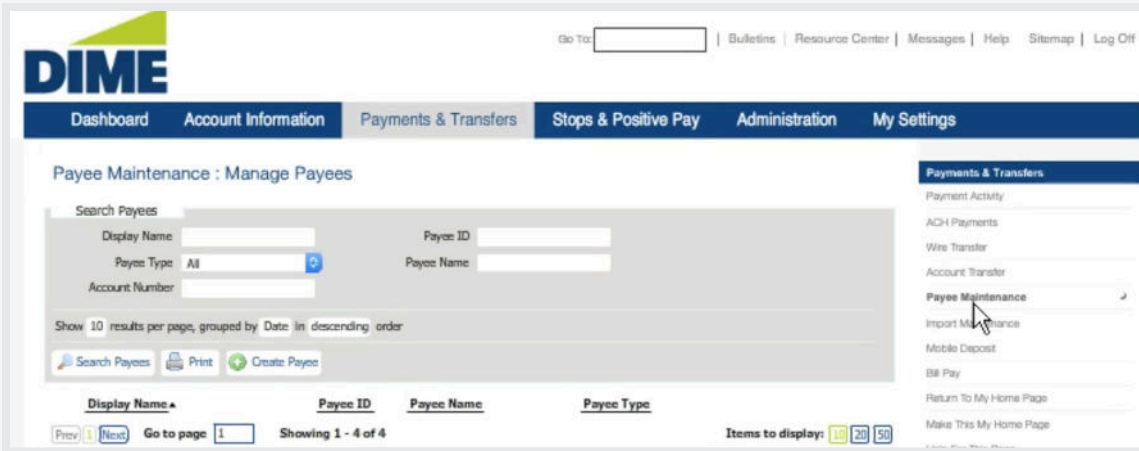 Go To: | Bulletins | Resource Center | Messages | Help Sitemap | Log Off
DIME
Dashboard Account Information Payments & Transfers Stops & Positive Pay Administration My Settings
Payee Maintenance : Manage Payees
Search Payees
Display Name Payee ID
Payee Type All Payee Name
Account Number
Show 10 results per page, grouped by Date in descending order
Search Payees Print Create Payee
Display Name Payee ID Payee Name Payee Type
Prev 1 Next Go to page 1 Showing 1 - 4 of 4 Items to display: 10 20 50
Payments & Transfers
Payment Activity
ACH Payments
Wire Transfer
Account Transfer
Payee Maintenance
Import Maintenance
Mobile Deposit
Bill Pay
Return To My Home Page
Make This My Home Page